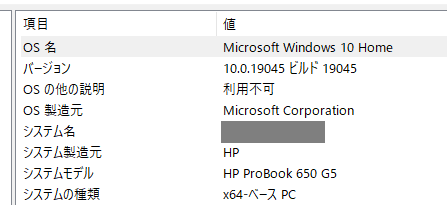 項目 値
OS 名 Microsoft Windows 10 Home
バージョン 10.0.19045 ビルド 19045
OS の他の説明 利用不可
OS 製造元 Microsoft Corporation
システム名
システム製造元 HP
システムモデル HP ProBook 650 G5
システムの種類 x64-ベース PC